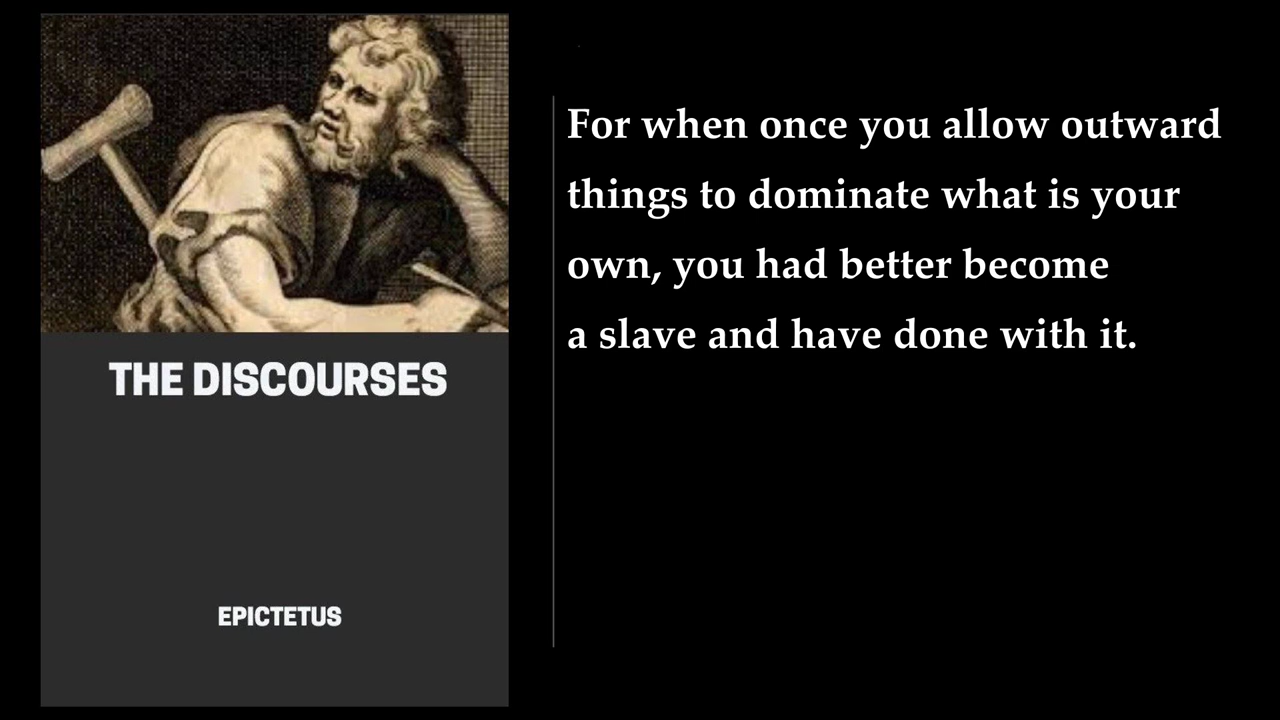 THE DISCOURSES
EPICTETUS
For when once you allow outward
things to dominate what is your
own, you had better become
a slave and have done with it.